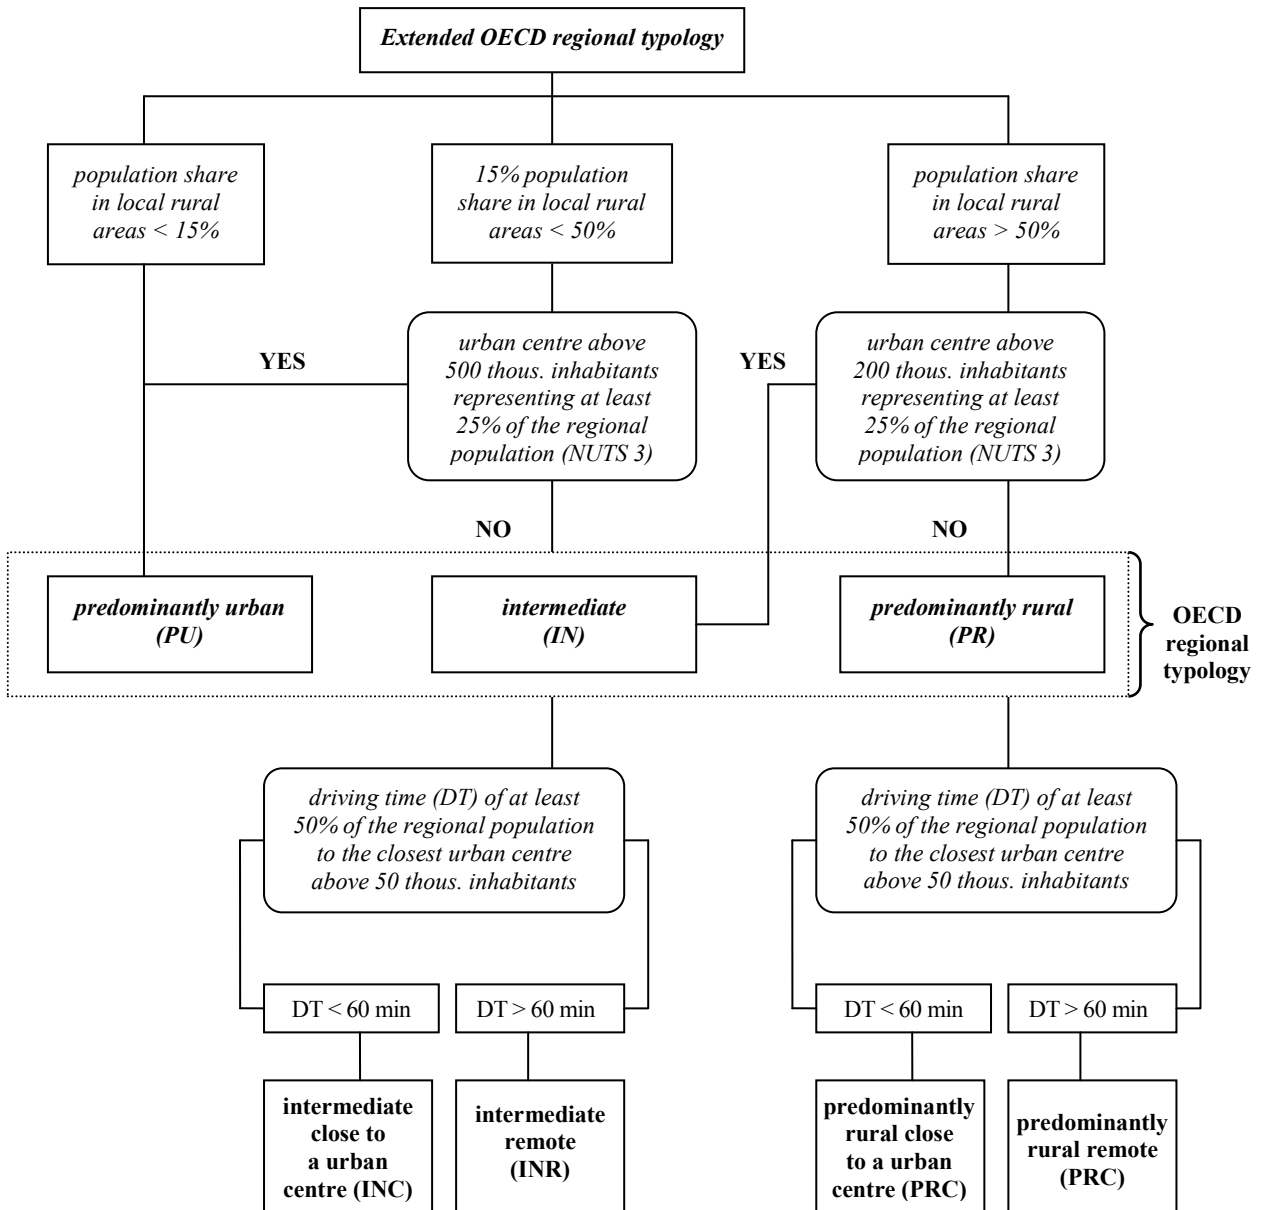 Extended OECD regional typology
population share
in local rural
areas < 15%
15% population
share in local rural
areas < 50%
population share
in local rural
areas > 50%
YES
urban centre above
500 thous. inhabitants
representing at least
25% of the regional
population (NUTS 3)
YES
urban centre above
200 thous. inhabitants
representing at least
25% of the regional
population (NUTS 3)
NO
NO
predominantly urban
(PU)
intermediate
(IN)
predominantly rural
(PR)
OECD
regional
typology
driving time (DT) of at least
50% of the regional population
to the closest urban centre
above 50 thous. inhabitants
driving time (DT) of at least
50% of the regional population
to the closest urban centre
above 50 thous. inhabitants
DT < 60 min
DT > 60 min
DT < 60 min
DT > 60 min
intermediate
close to
a urban
centre (INC)
intermediate
remote
(INR)
predominantly
rural close
to a urban
centre (PRC)
predominantly
rural remote
(PRC)